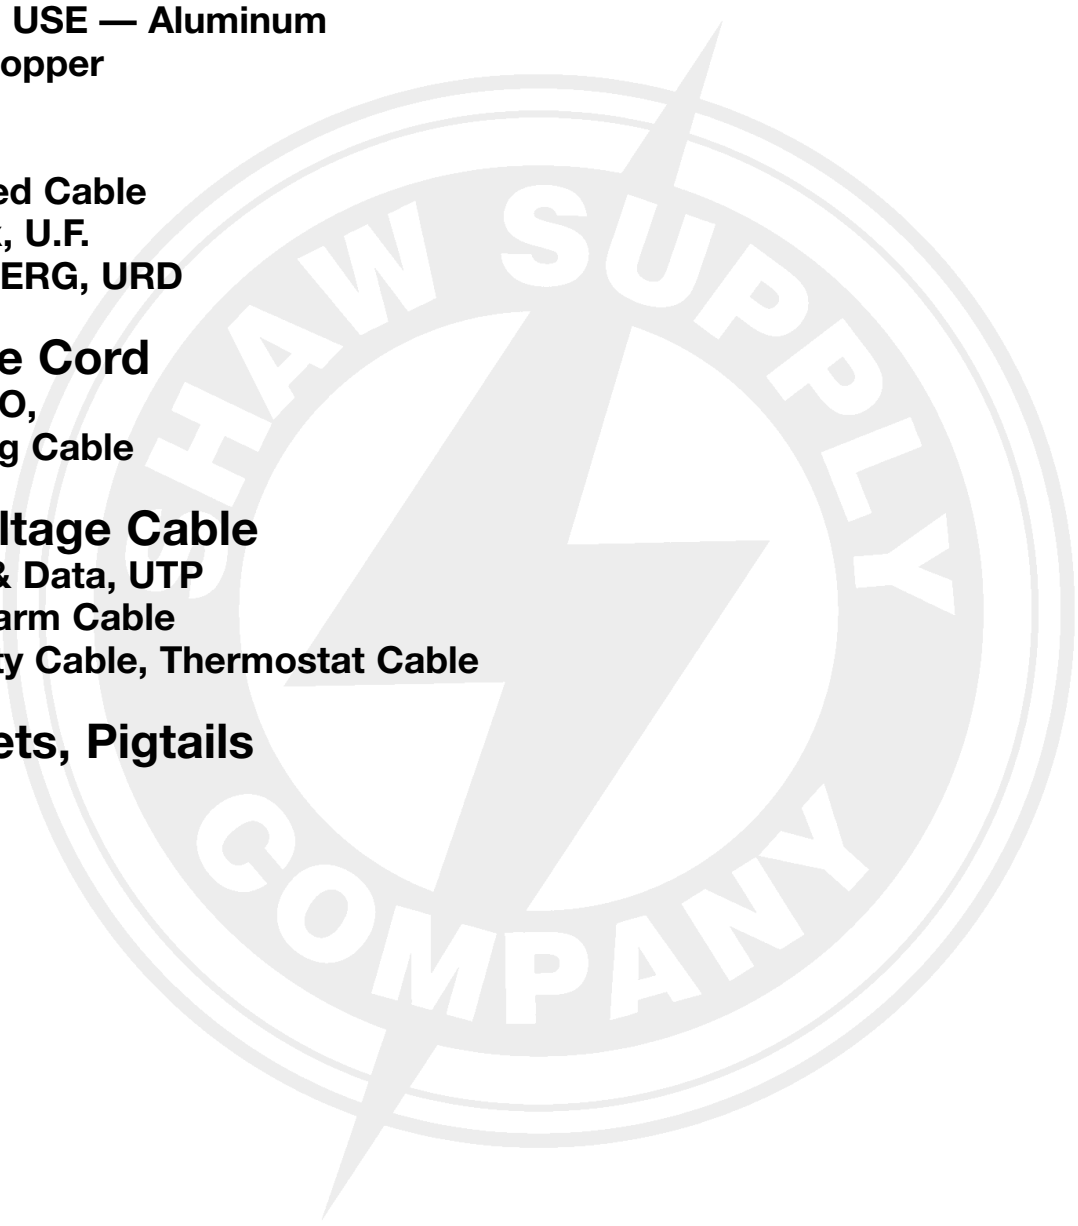 USE — Aluminum
opper
ed Cable
, U.F.
ERG, URD
e Cord
O,
g Cable
ltage Cable
& Data, UTP
arm Cable
ty Cable, Thermostat Cable
ets, Pigtails
SHAW SUPPLY
COMPANY